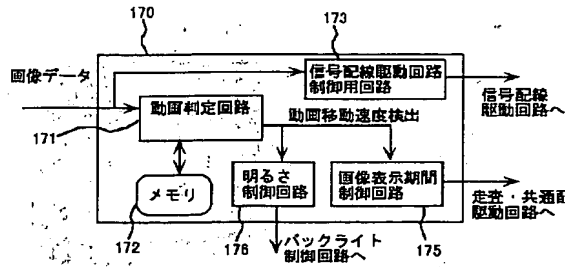 170
173
画像データ
信号配線駆動回路
制御用回路
信号配線
駆動回路へ
動画判定回路
171
動画移動速度検出
メモリ
172
明るさ
制御回路
176
画像表示期間
制御回路
175
走査・共通配
駆動回路へ
バックライト
制御回路へ